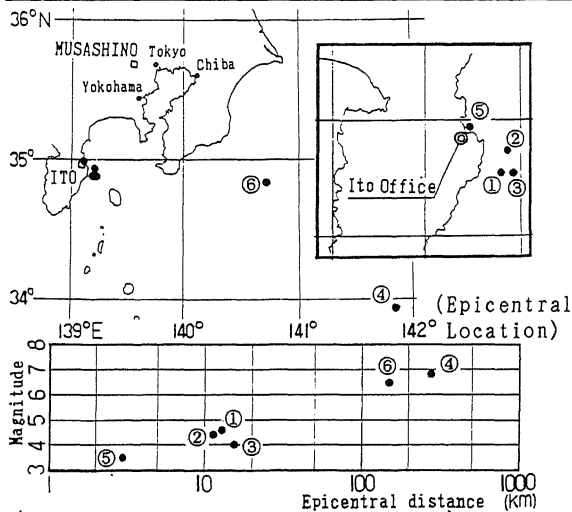 36°N
MUSASHINO Tokyo
Chiba
Yokohama
35°
ITO
⑥
⑤
②
① ③
Ito Office
34°
④
(Epicentral
Location)
139°E 140° 141° 142°
Magnitude
8
7
6
5
4
3
⑥ ④
①
②
③
⑤
10 100 1000
Epicentral distance (KM)